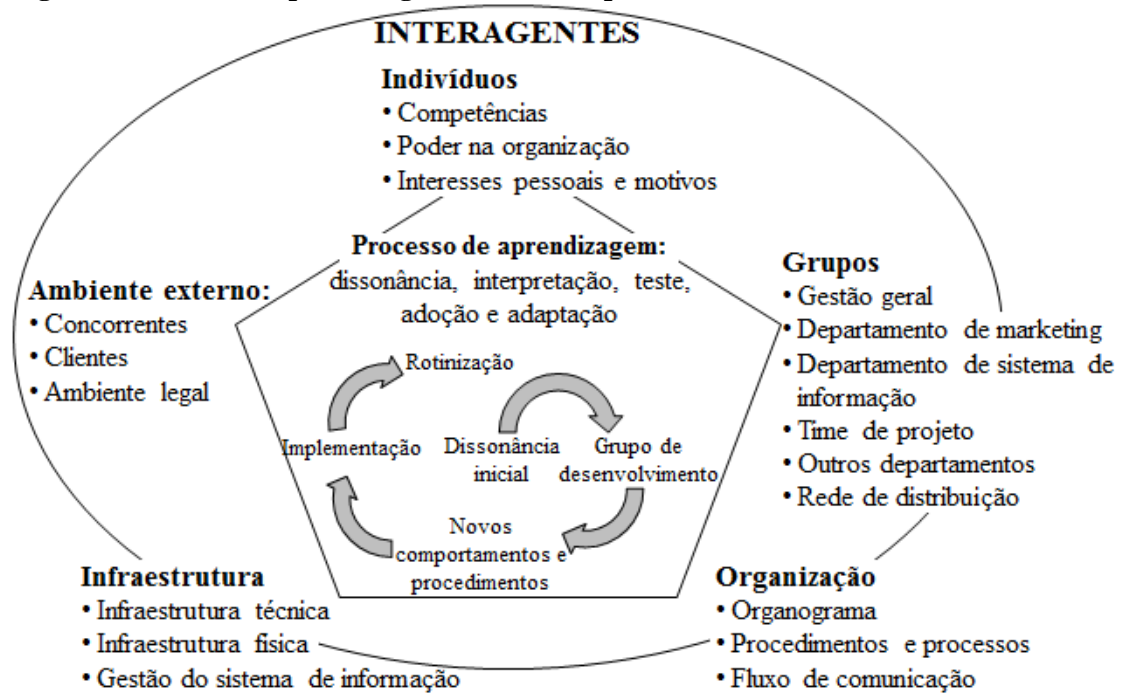 INTERAGENTES
Indivíduos
• Competências
• Poder na organização
• Interesses pessoais e motivos
Processo de aprendizagem:
dissonância, interpretação, teste,
adoção e adaptação
Ambiente externo:
• Concorrentes
• Clientes
• Ambiente legal
Grupos
• Gestão geral
• Departamento de marketing
• Departamento de sistema de
informação
• Time de projeto
• Outros departamentos
• Rede de distribuição
Rotinização
Implementação
Dissonância
inicial
Grupo de
desenvolvimento
Novos
comportamentos e
procedimentos
Infraestrutura
• Infraestrutura técnica
• Infraestrutura física
• Gestão do sistema de informação
Organização
• Organograma
• Procedimentos e processos
• Fluxo de comunicação